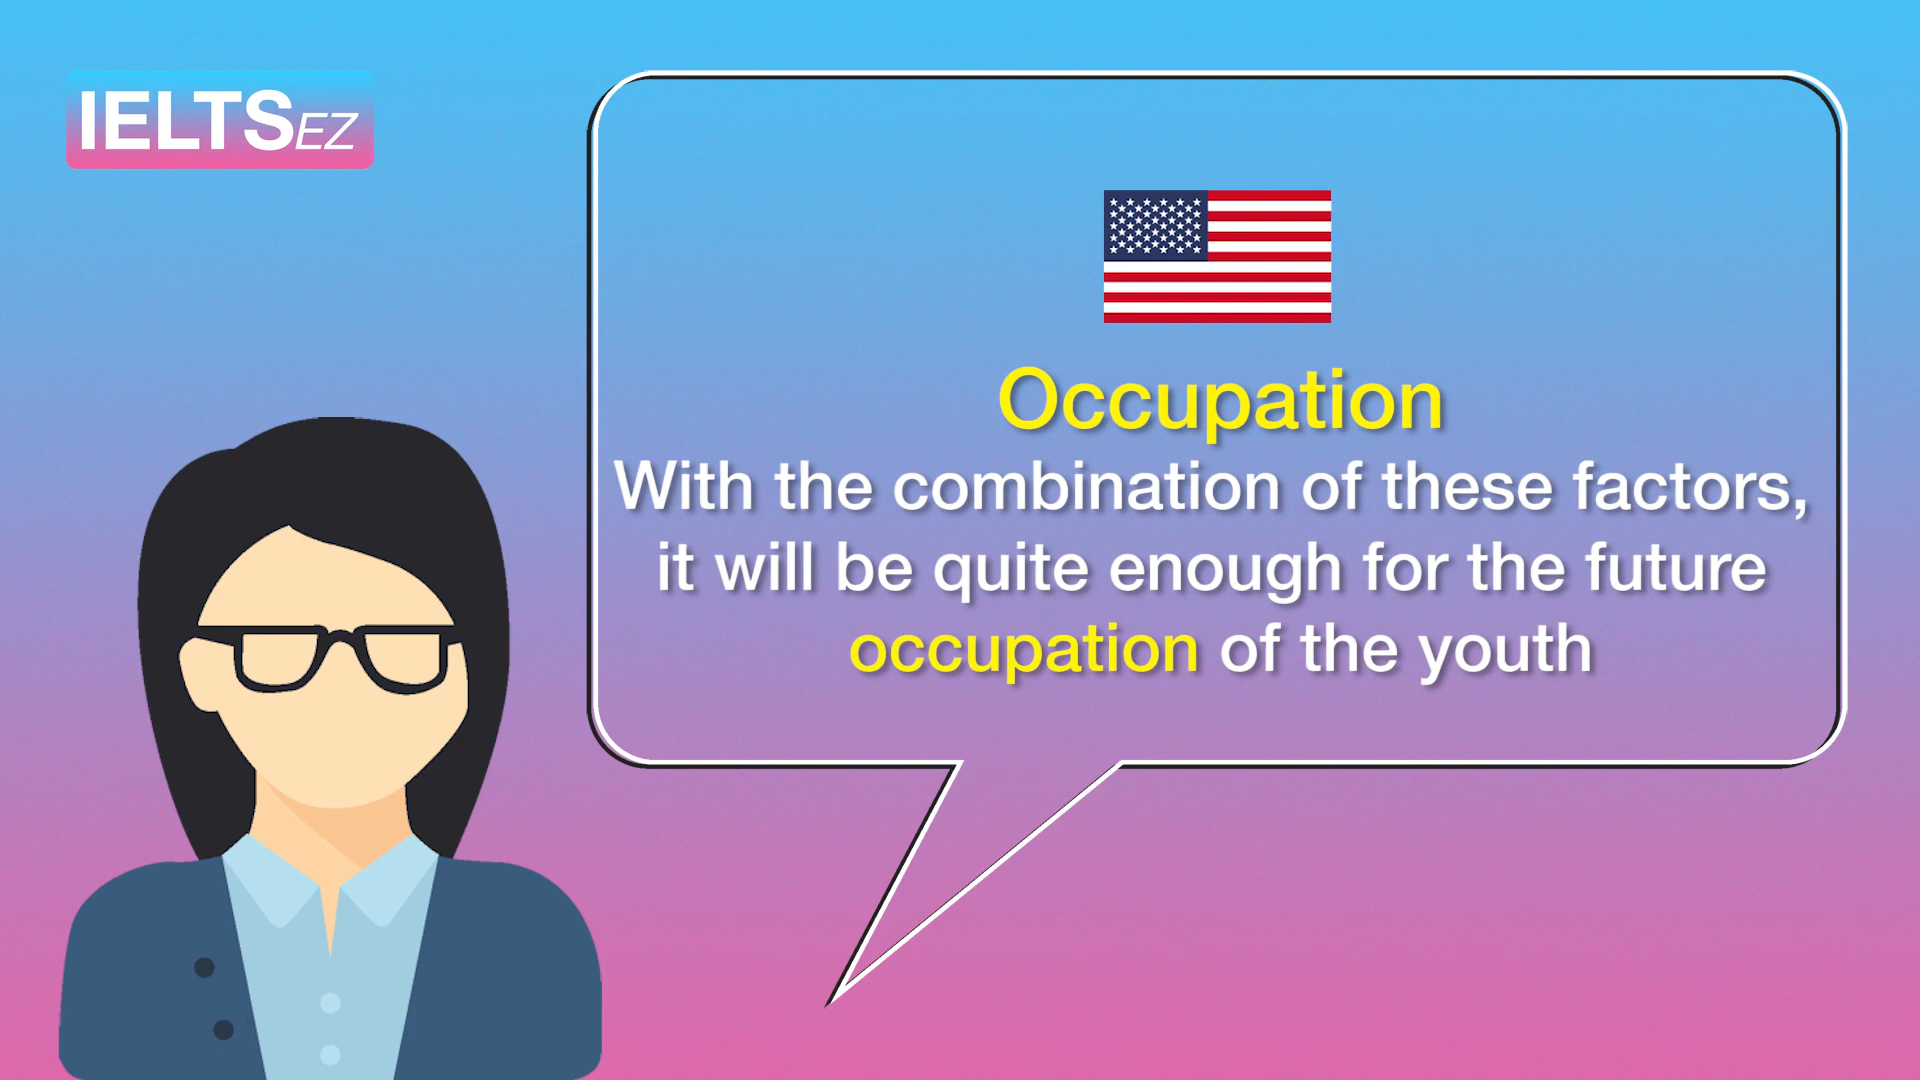 IELTSEZ
Occupation
With the combination of these factors,
it will be quite enough for the future
occupation of the youth